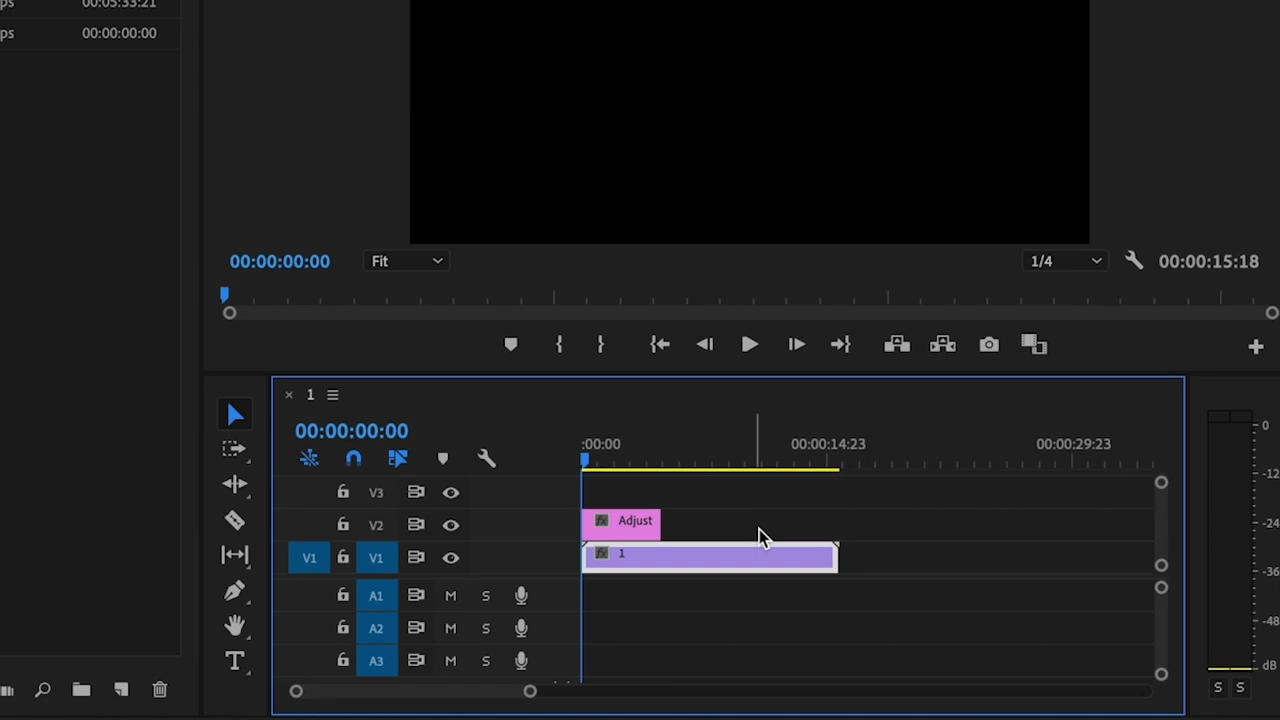 ps 00:05:33:21
ps 00:00:00:00
00:00:00:00 Fit 1/4 00:00:15:18
× 1
00:00:00:00
:00:00 00:00:14:23 00:00:29:23
V3
V2 Adjust
V1 V1 fx 1
A1 M S
A2 M S
A3 M S
0
-12
-24
-36
-48
dB
S S